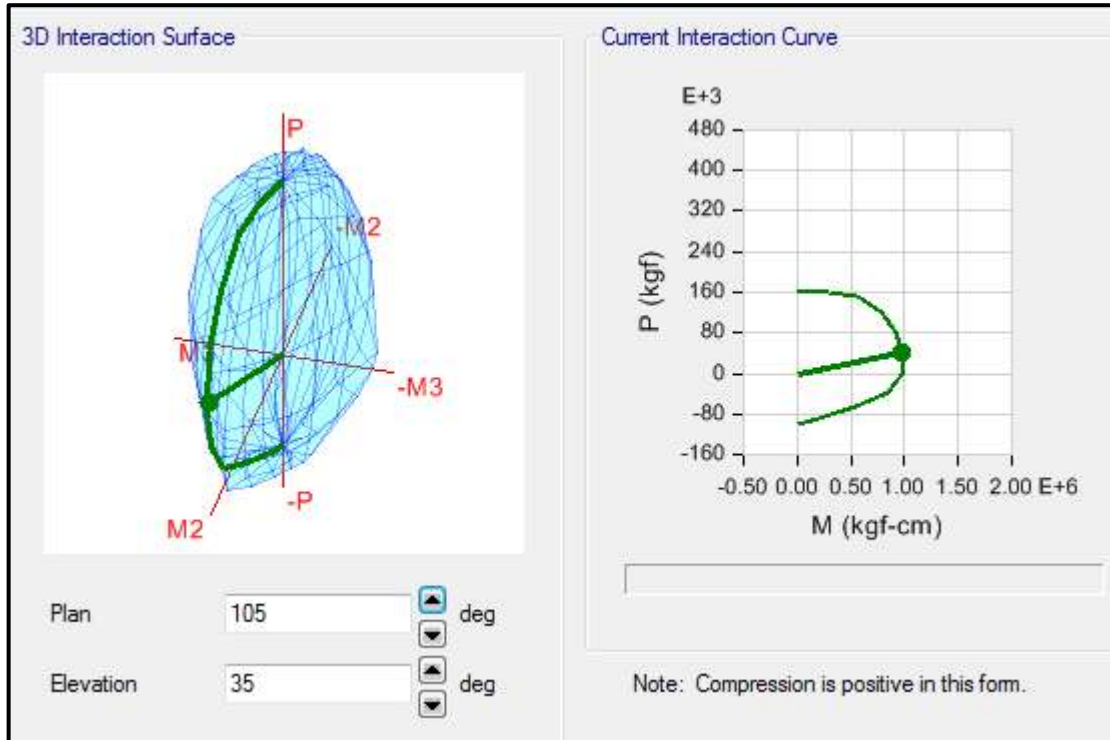 3D Interaction Surface
P
-M2
M
-M3
-P
M2
Plan
105
deg
Elevation
35
deg
Current Interaction Curve
E+3
480
400
320
240
160
80
0
-80
-160
P (kgf)
-0.50 0.00 0.50 1.00 1.50 2.00 E+6
M (kgf-cm)
Note: Compression is positive in this form.